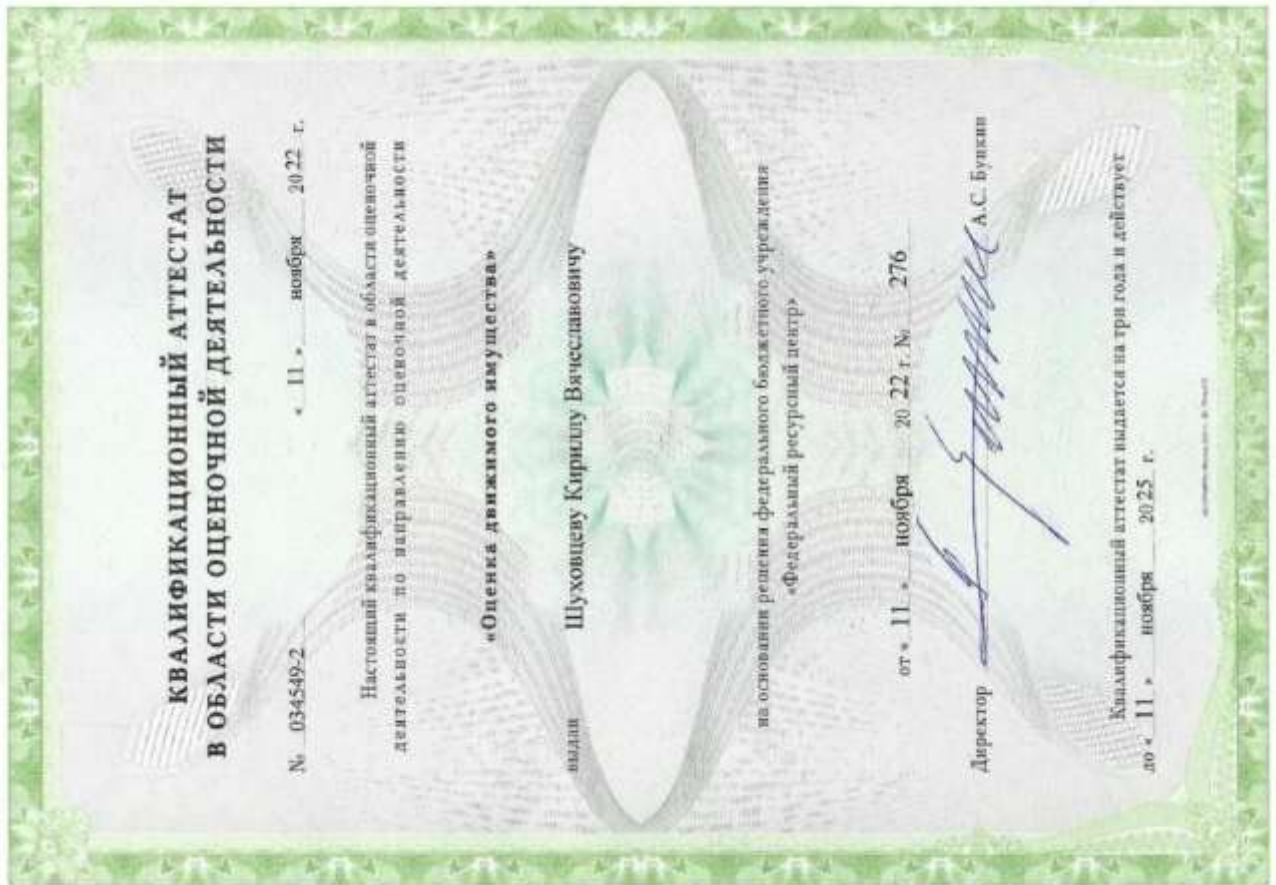 КВАЛИФИКАЦИОННЫЙ АТТЕСТАТ
В ОБЛАСТИ ОЦЕНОЧНОЙ ДЕЯТЕЛЬНОСТИ
№ 034549-2 « 11 » ноября 20 22 г.
Настоящий квалификационный аттестат в области оценочной
деятельности по направлению оценочной деятельности
«Оценка движимого имущества»
выдан Шуховцеву Кириллу Вячеславовичу
на основании решения федерального бюджетного учреждения
«Федеральный ресурсный центр»
от « 11 » ноября 20 22 г. № 276
Директор А.С. Бункин
Квалификационный аттестат выдается на три года и действует
до « 11 » ноября 20 25 г.